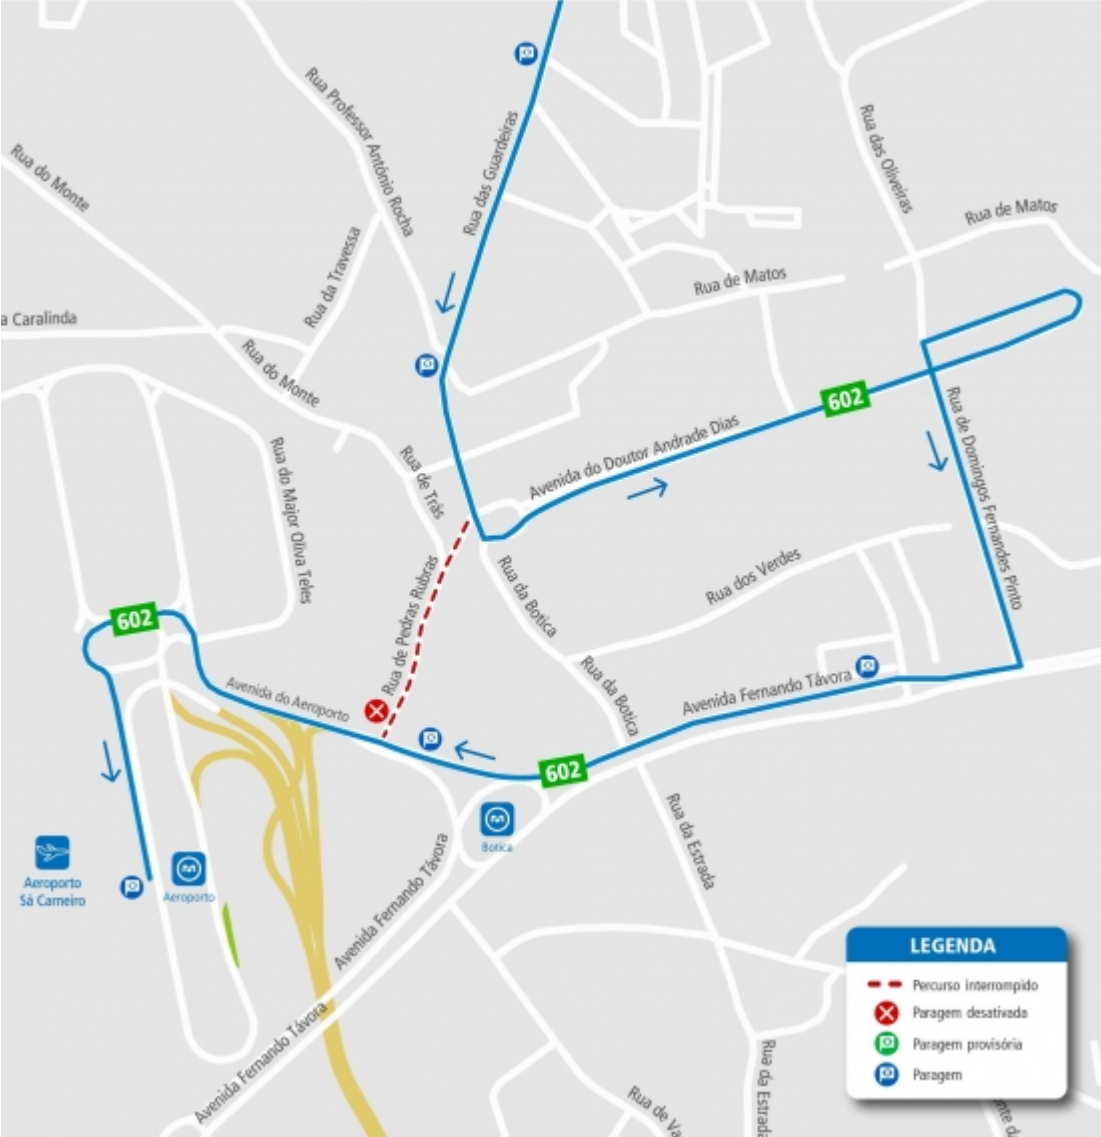 Rua Professor António Rocha
Rua das Guardeiras
Rua das Oliveiras
Rua do Monte
Rua de Matos
Rua da Travessa
Rua de Matos
a Caralinda
Rua do Monte
602
Rua de Domingos Fernandes Pinto
Avenida do Doutor Andrade Dias
Rua do Major Oliva Teles
Rua de Trás
Rua de Pedras Rubras
Rua da Botica
Rua dos Verdes
602
Rua da Botica
Avenida Fernando Távora
Avenida do Aeroporto
602
Botica
Rua da Estrada
Aeroporto
Sá Carneiro
Aeroporto
Avenida Fernando Távora
LEGENDA
Percurso interrompido
Paragem desativada
Paragem provisória
Paragem
Avenida Fernando Távora
Rua da Estrada
Rua de Va